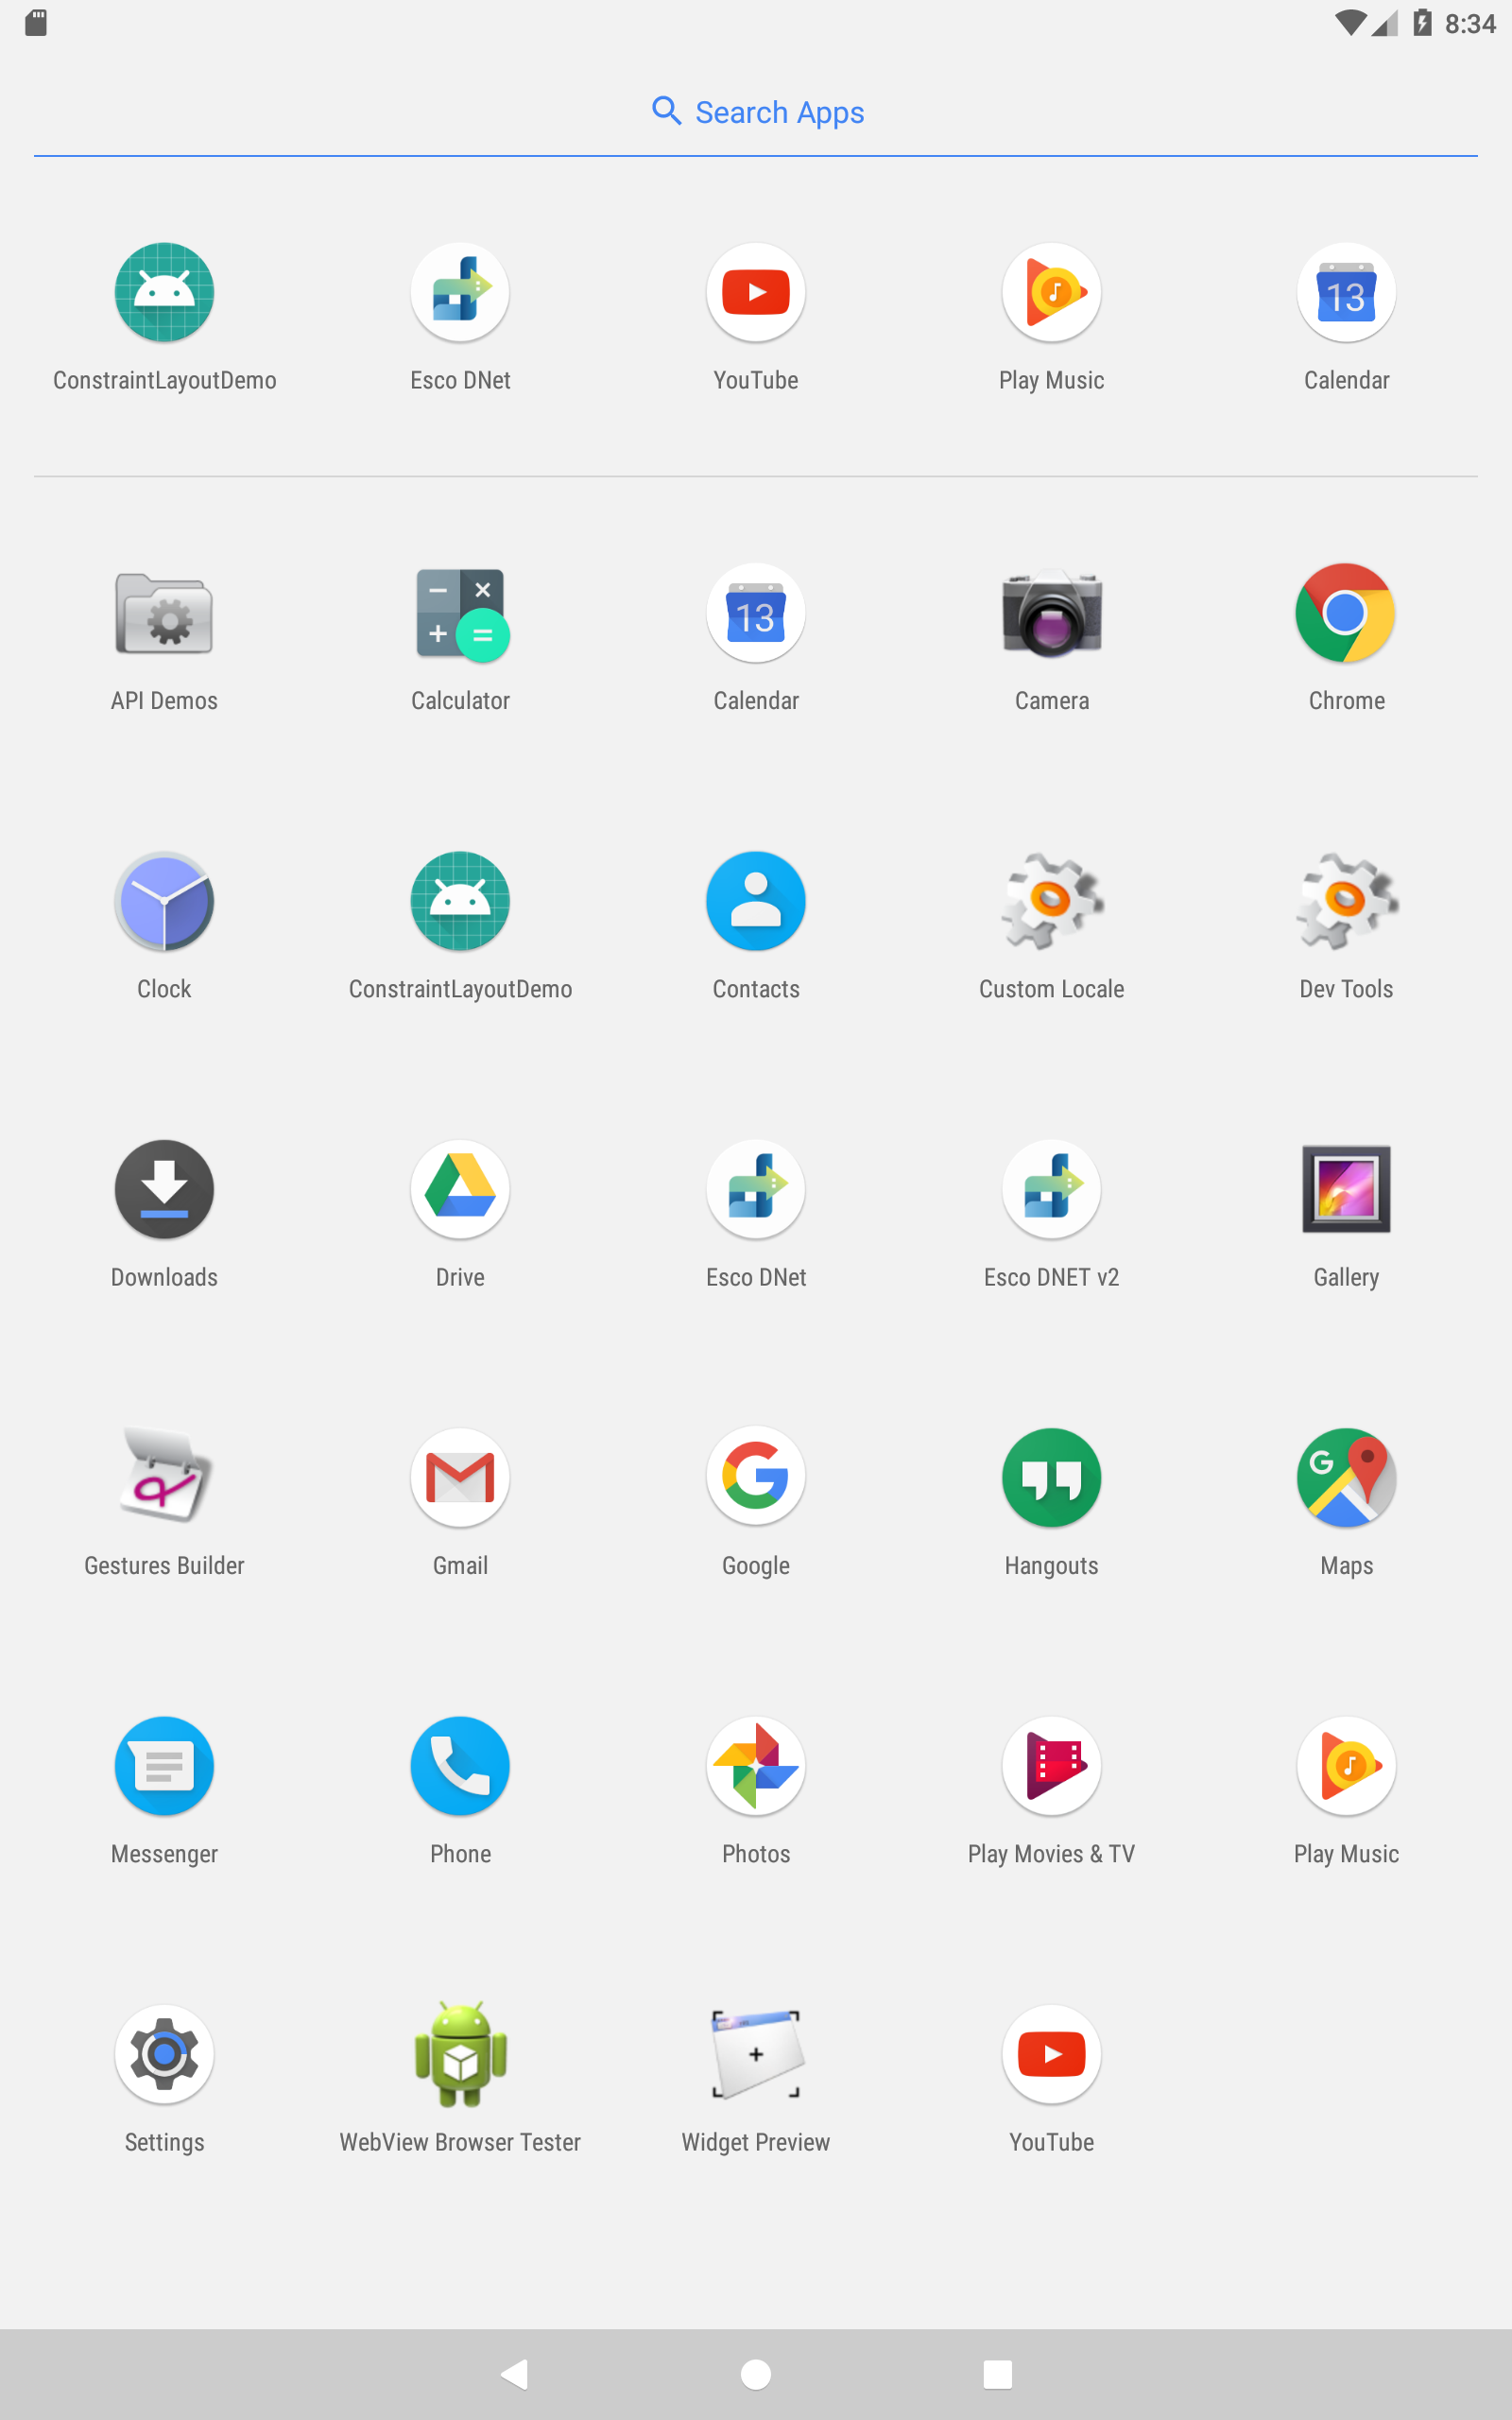 8:34
Search Apps
ConstraintLayoutDemo Esco DNet YouTube Play Music 13 Calendar
API Demos Calculator 13 Calendar Camera Chrome
Clock ConstraintLayoutDemo Contacts Custom Locale Dev Tools
Downloads Drive Esco DNet Esco DNET v2 Gallery
Gestures Builder Gmail Google Hangouts G Maps
Messenger Phone Photos Play Movies & TV Play Music
Settings WebView Browser Tester Widget Preview YouTube